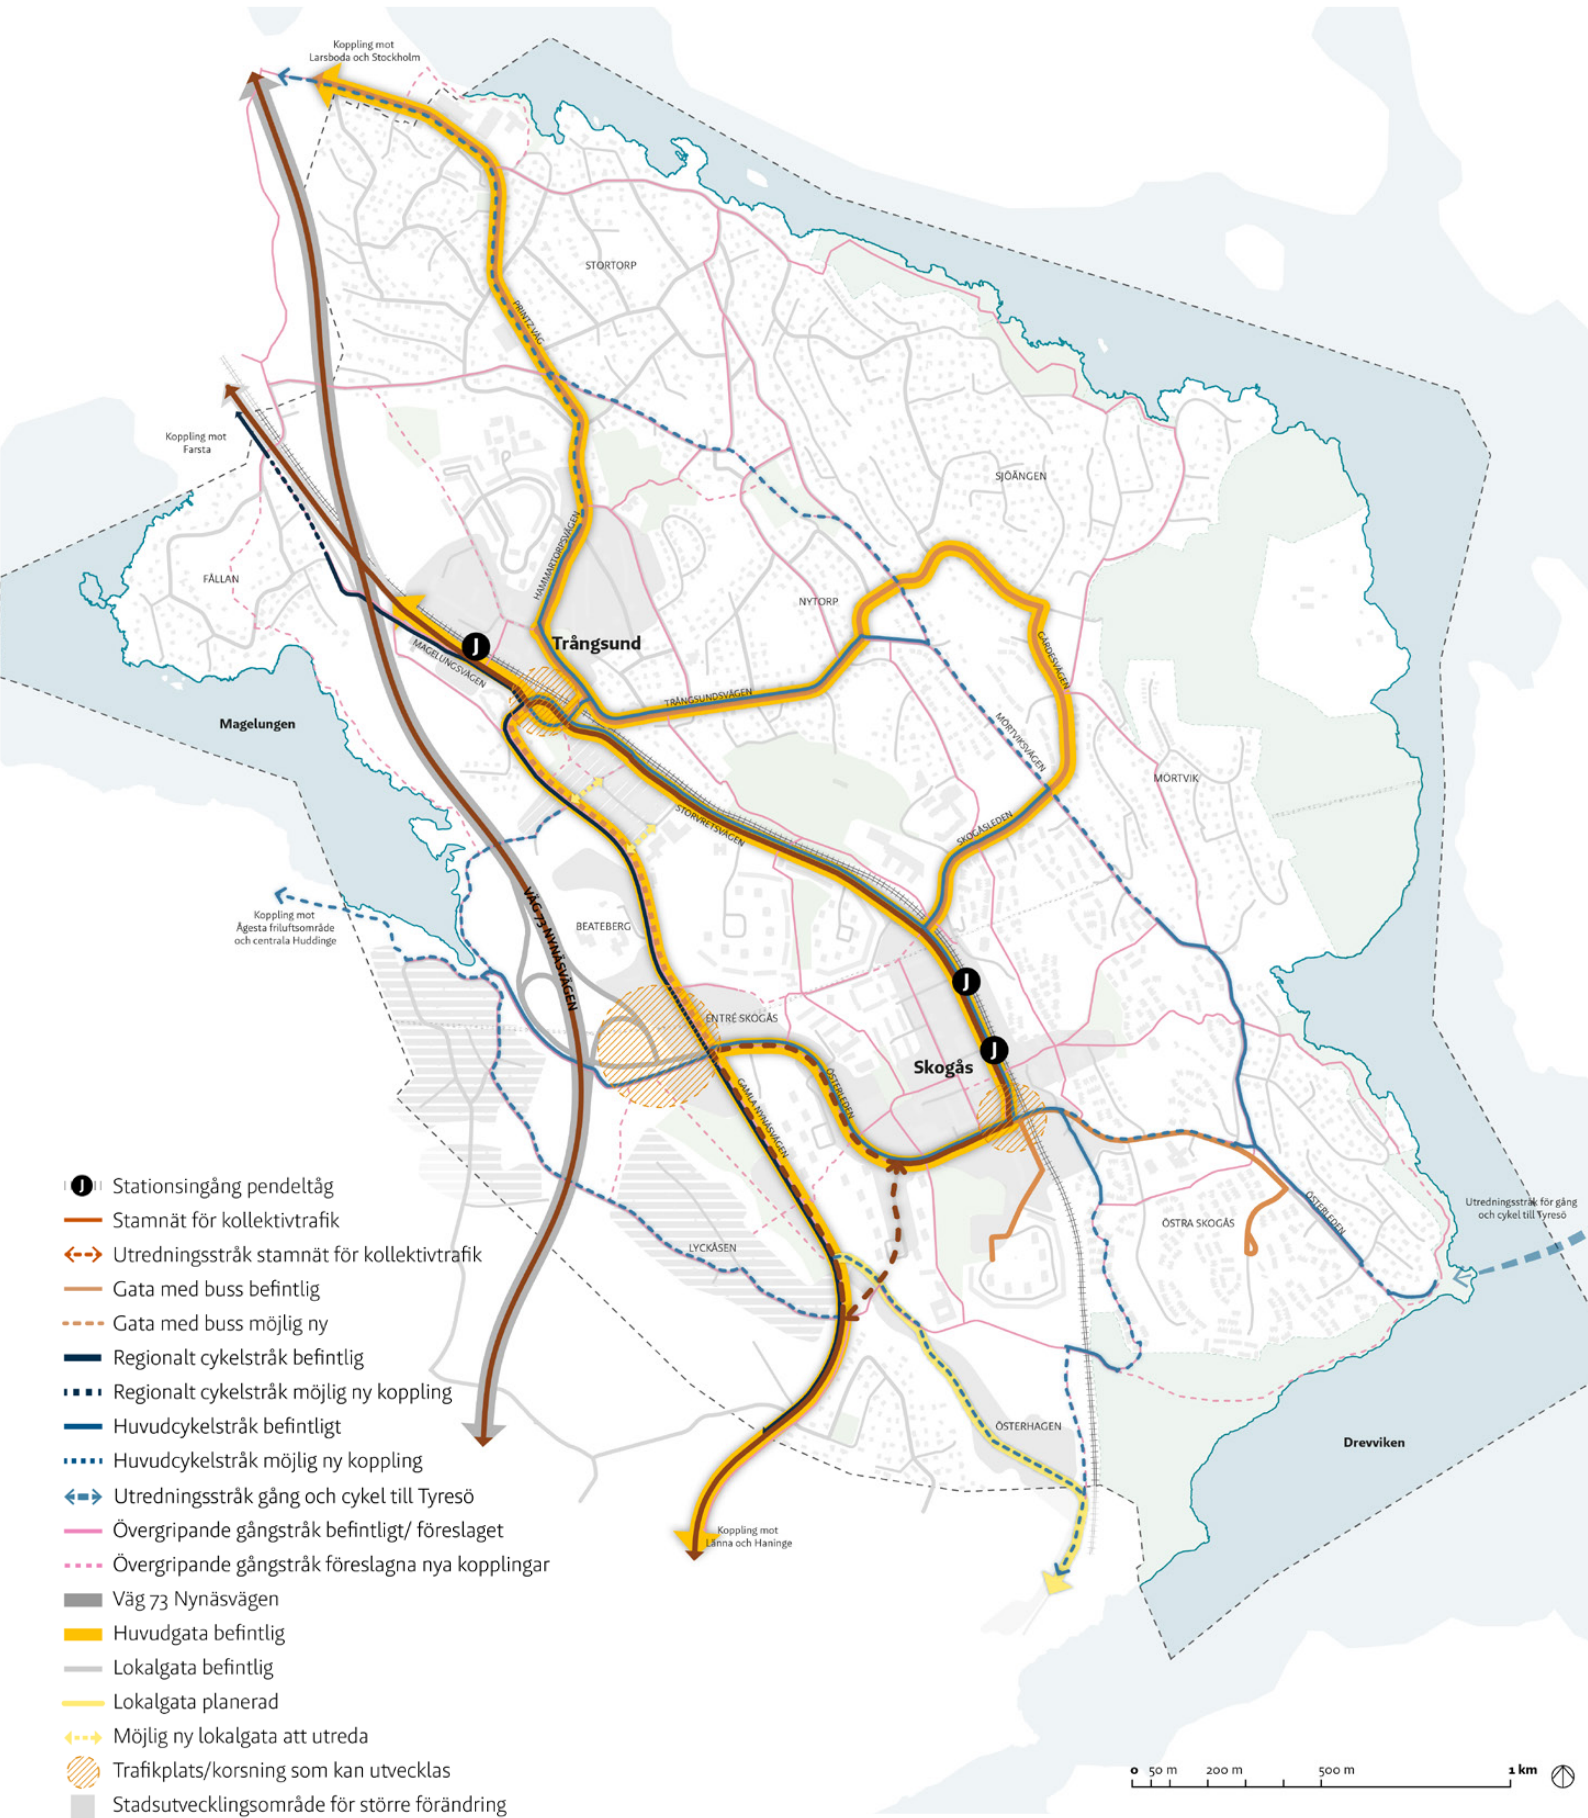 Koppling mot
Larsboda och Stockholm
STORTORP
PRINTZ VÄG
Koppling mot
Farsta
SJÖÄNGEN
HAMMARTORPSVÄGEN
FÅLLAN
NYTORP
J
Trångsund
MAGELUNGSVÄGEN
GÅRDESVÄGEN
TRÅNGSUNDSVÄGEN
Magelungen
MÖRTVIKSVÄGEN
MÖRTVIK
STORVRETSVÄGEN
SKOGÅSLEDEN
VÄG 73 NYNÄSVÄGEN
Koppling mot
Ågesta friluftsområde
och centrala Huddinge
BEATEBERG
J
ENTRÉ SKOGÅS
J
Skogås
ÖSTERLEDEN
GAMLA NYNÄSVÄGEN
ÖSTERLEDEN
Utredningsstråk för gång
och cykel till Tyresö
ÖSTRA SKOGÅS
LYCKÅSEN
ÖSTERHAGEN
Drevviken
Koppling mot
Länna och Haninge
J Stationsingång pendeltåg
Stamnät för kollektivtrafik
Utredningsstråk stamnät för kollektivtrafik
Gata med buss befintlig
Gata med buss möjlig ny
Regionalt cykelstråk befintlig
Regionalt cykelstråk möjlig ny koppling
Huvudcykelstråk befintligt
Huvudcykelstråk möjlig ny koppling
Utredningsstråk gång och cykel till Tyresö
Övergripande gångstråk befintligt/ föreslaget
Övergripande gångstråk föreslagna nya kopplingar
Väg 73 Nynäsvägen
Huvudgata befintlig
Lokalgata befintlig
Lokalgata planerad
Möjlig ny lokalgata att utreda
Trafikplats/korsning som kan utvecklas
Stadsutvecklingsområde för större förändring
0 50 m 200 m 500 m 1 km